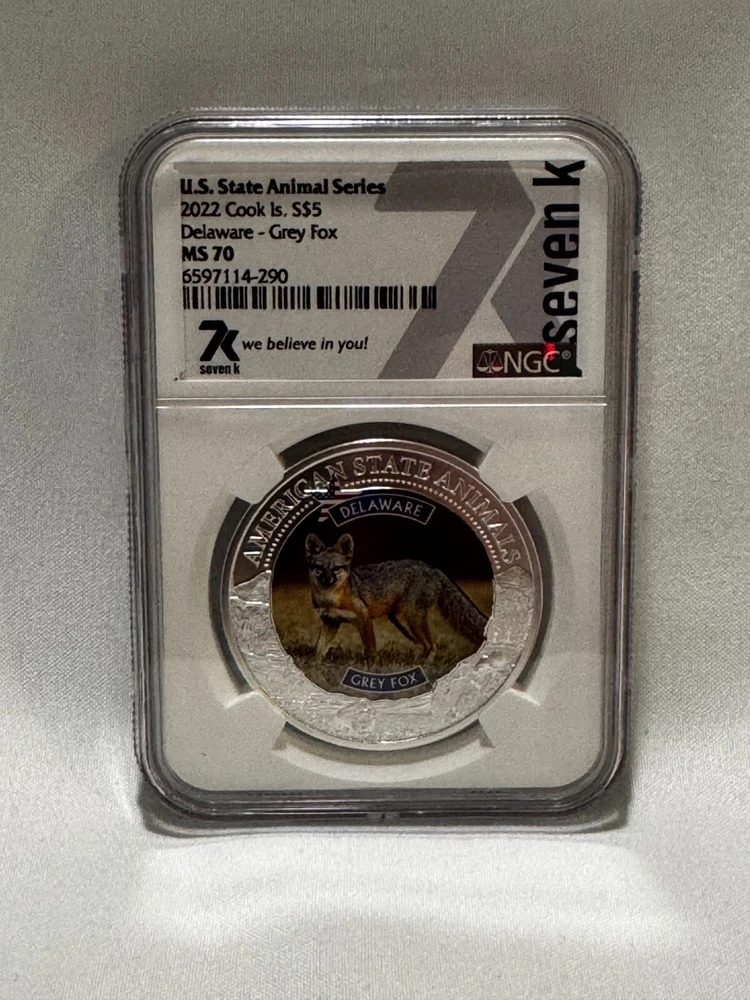 U.S. State Animal Series
2022 Cook Is. S$5
Delaware - Grey Fox
MS 70
6597114-290
7k
seven k
we believe in you!
7k
seven k
NGC®
AMERICAN STATE ANIMALS
DELAWARE
GREY FOX